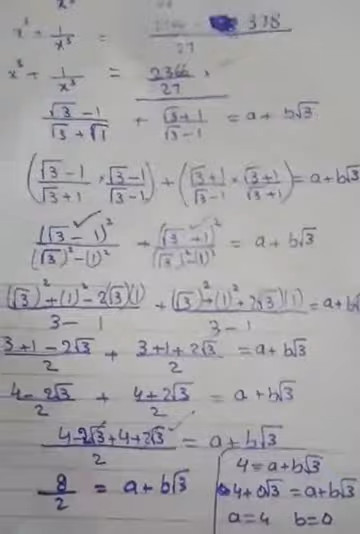 x³ + 1/x³ = 378 / 27
x³ + 1/x³ = 2366/27
(√3 - 1)/(√3 + √1) + (√3+1)/(√3-1) = a + b√3
((√3-1)/(√3+1) × (√3-1)/(√3-1)) + ((√3+1)/(√3-1) × (√3+1)/(√3+1)) = a+b√3
(√3-1)²/((√3)²-(1)²) + (√3+1)²/((√3)²-(1)²) = a + b√3
((√3)²+(1)²-2(√3)(1))/(3-1) + ((√3)²+(1)²+2(√3)(1))/(3-1) = a+b√
(3+1-2√3)/2 + (3+1+2√3)/2 = a+b√3
(4-2√3)/2 + (4+2√3)/2 = a+b√3
(4-2√3+4+2√3)/2 = a+b√3
8/2 = a+b√3
4 = a+b√3
4+0√3 = a+b√3
a=4 b=0